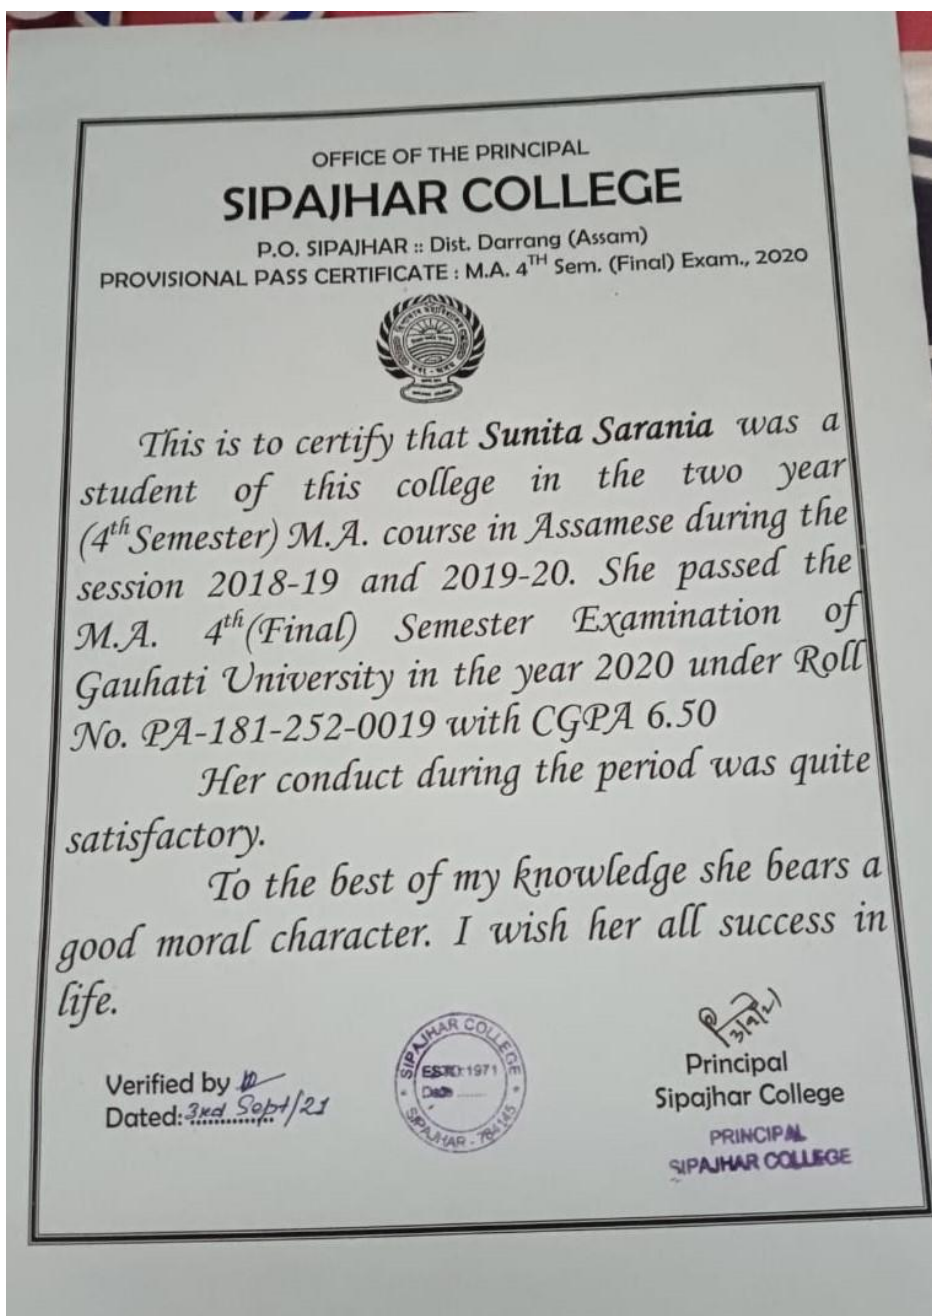 OFFICE OF THE PRINCIPAL
SIPAJHAR COLLEGE
P.O. SIPAJHAR :: Dist. Darrang (Assam)
PROVISIONAL PASS CERTIFICATE : M.A. 4TH Sem. (Final) Exam., 2020
This is to certify that Sunita Sarania was a
student of this college in the two year
(4th Semester) M.A. course in Assamese during the
session 2018-19 and 2019-20. She passed the
M.A. 4th (Final) Semester Examination of
Gauhati University in the year 2020 under Roll
No. PA-181-252-0019 with CGPA 6.50
Her conduct during the period was quite
satisfactory.
To the best of my knowledge she bears a
good moral character. I wish her all success in
life.
Verified by
Dated: 3rd Sept/21
SIPAJHAR COLLEGE
ESTD: 1971
SIPAJHAR - 784145
3/9/21
Principal
Sipajhar College
PRINCIPAL
SIPAJHAR COLLEGE